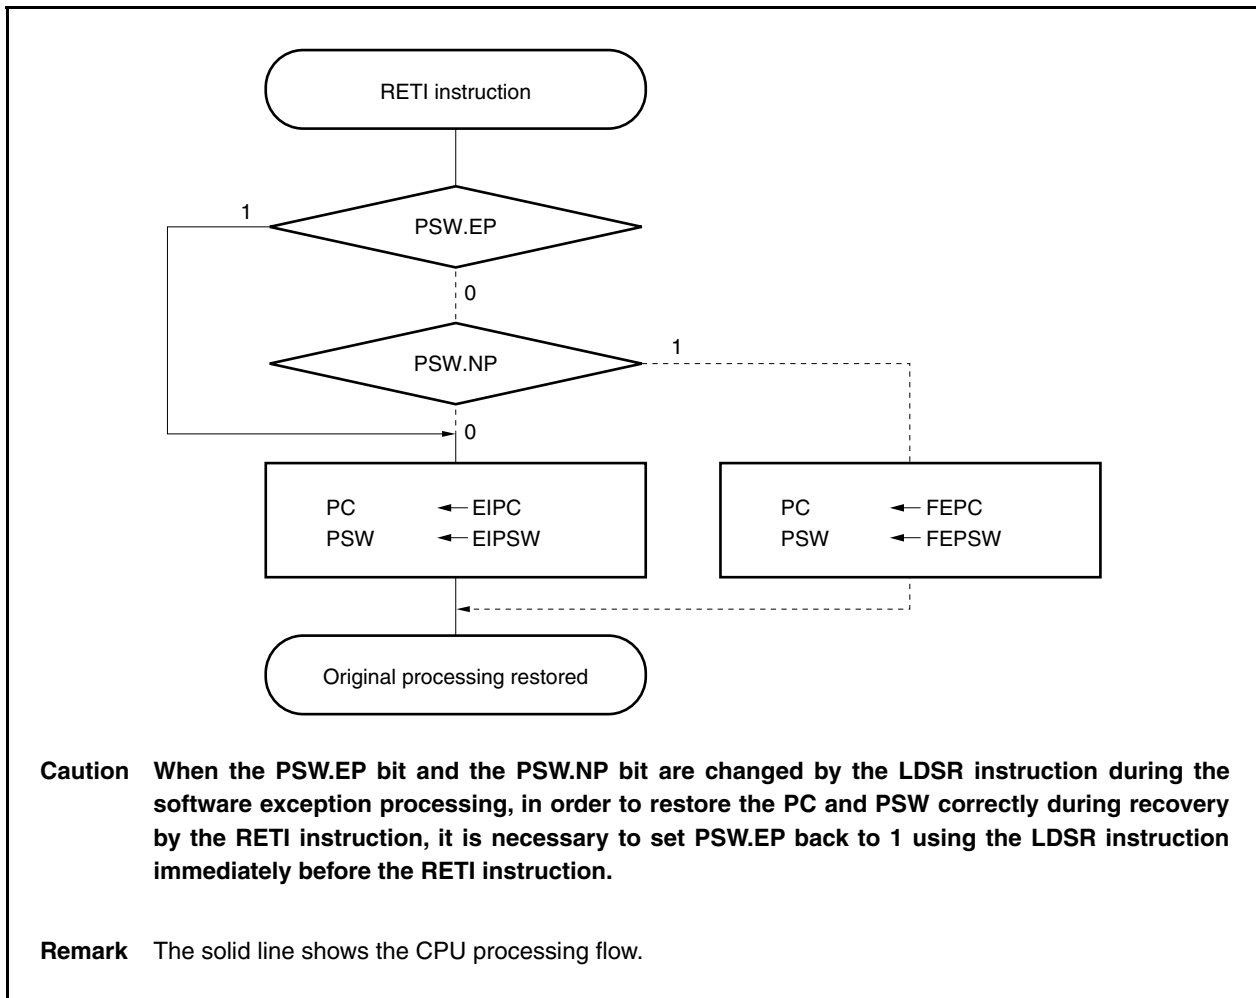 RETI instruction
1
PSW.EP
0
PSW.NP
1
0
PC ← EIPC
PSW ← EIPSW
PC ← FEPC
PSW ← FEPSW
Original processing restored
Caution When the PSW.EP bit and the PSW.NP bit are changed by the LDSR instruction during the
software exception processing, in order to restore the PC and PSW correctly during recovery
by the RETI instruction, it is necessary to set PSW.EP back to 1 using the LDSR instruction
immediately before the RETI instruction.
Remark The solid line shows the CPU processing flow.